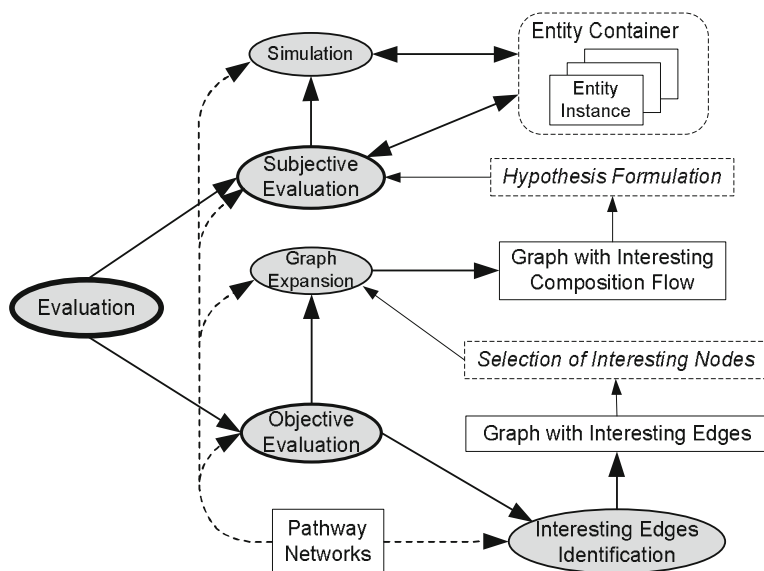 Simulation
Entity Container
Entity
Instance
Subjective
Evaluation
Hypothesis Formulation
Graph
Expansion
Graph with Interesting
Composition Flow
Evaluation
Selection of Interesting Nodes
Objective
Evaluation
Graph with Interesting Edges
Pathway
Networks
Interesting Edges
Identification